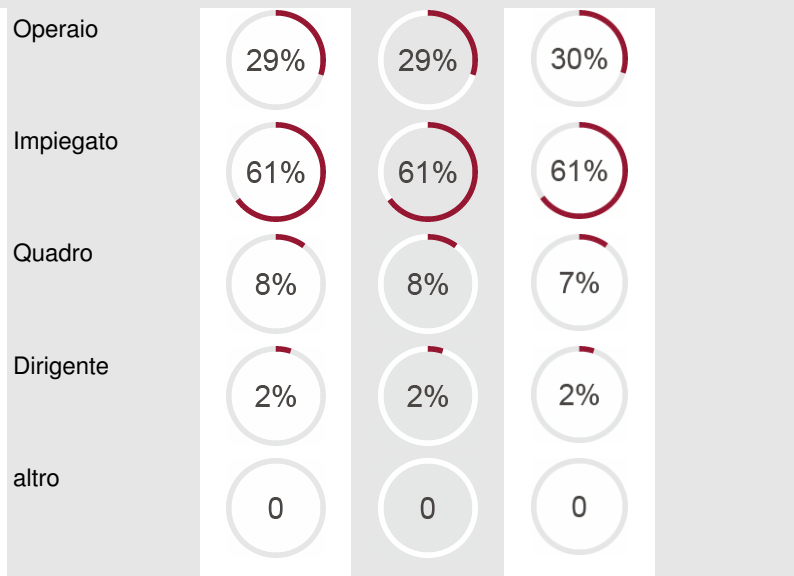 Operaio 29% 29% 30%
Impiegato 61% 61% 61%
Quadro 8% 8% 7%
Dirigente 2% 2% 2%
altro 0 0 0